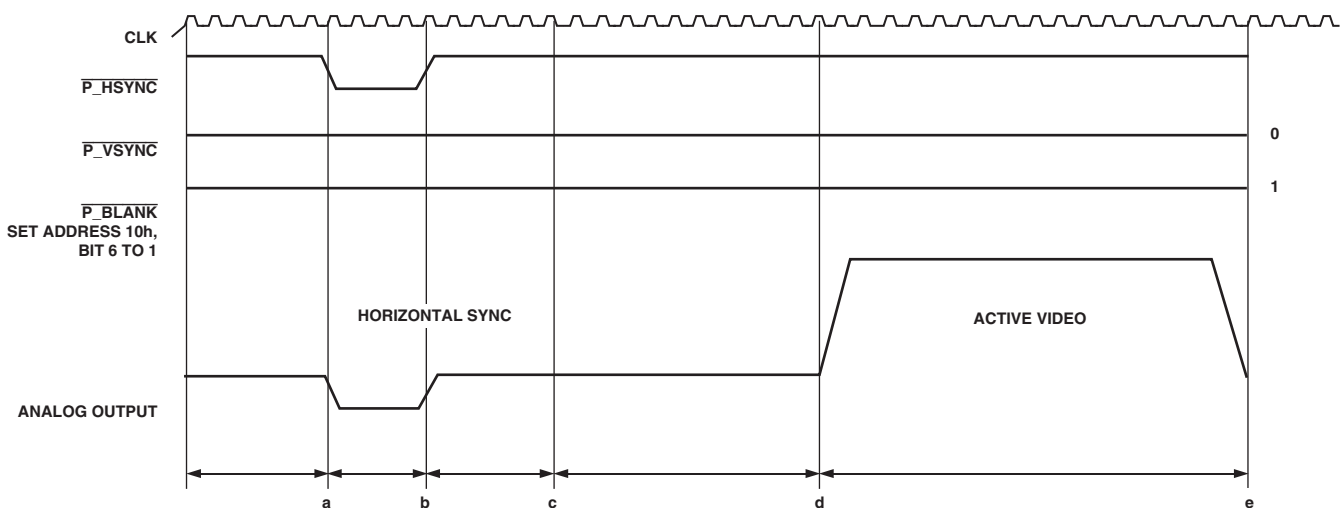 CLK
P_HSYNC
P_VSYNC
0
P_BLANK
SET ADDRESS 10h,
BIT 6 TO 1
1
HORIZONTAL SYNC
ACTIVE VIDEO
ANALOG OUTPUT
a b c d e